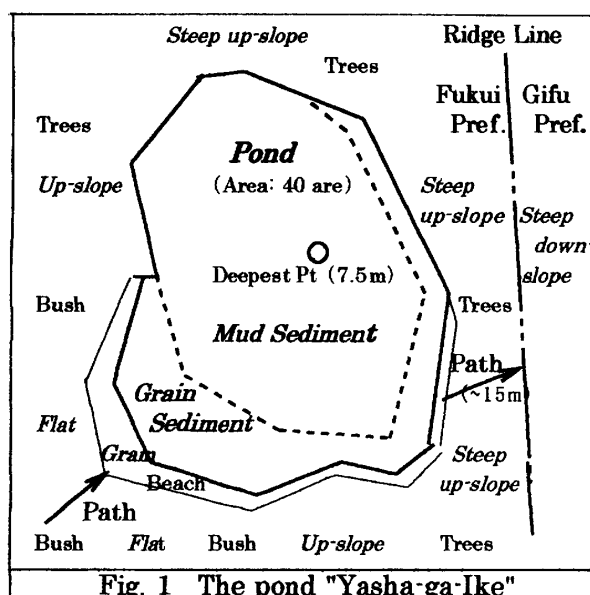 Steep up-slope
Ridge Line
Trees
Fukui Pref.
Gifu Pref.
Trees
Pond
(Area: 40 are)
Up-slope
Steep
up-slope
Steep
down-
slope
Deepest Pt (7.5m)
Bush
Trees
Mud Sediment
Path
(~15m)
Grain
Sediment
Flat
Grain
Beach
Steep
up-slope
Path
Bush
Flat
Bush
Up-slope
Trees
Fig. 1 The pond "Yasha-ga-Ike"